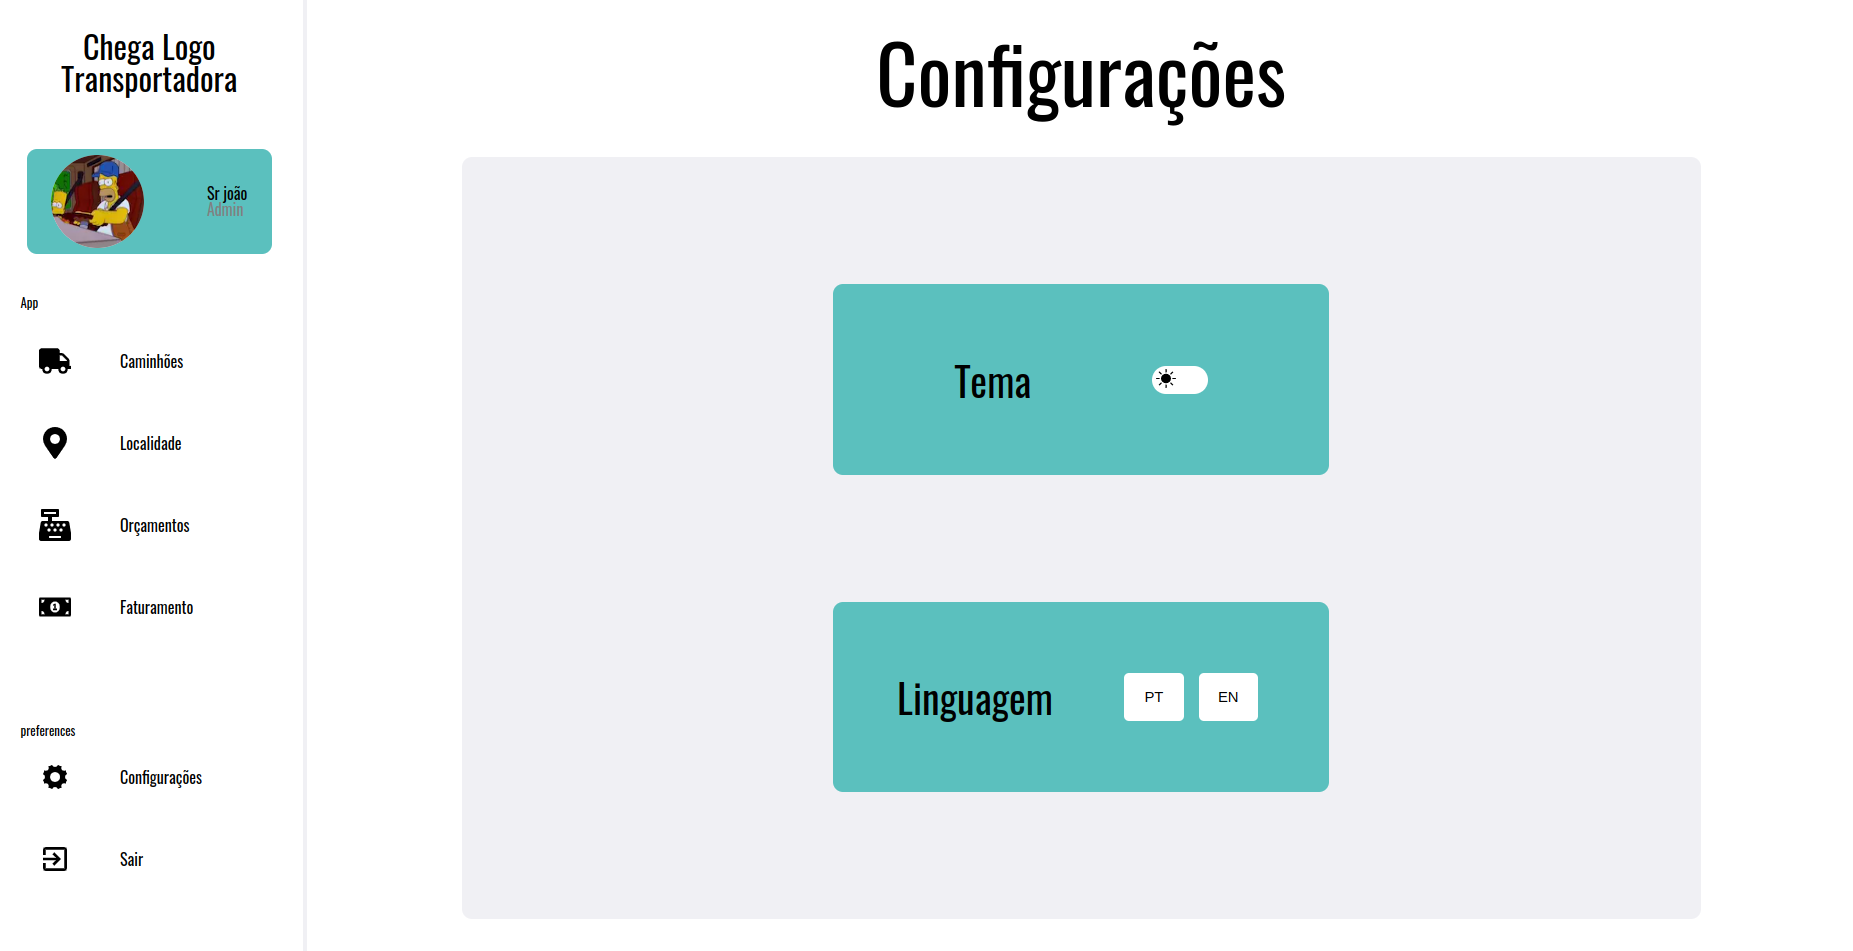 Chega Logo
Transportadora
Sr joão
Admin
App
Caminhões
Localidade
Orçamentos
1
Faturamento
preferences
Configurações
Sair
Configurações
Tema
Linguagem
PT
EN